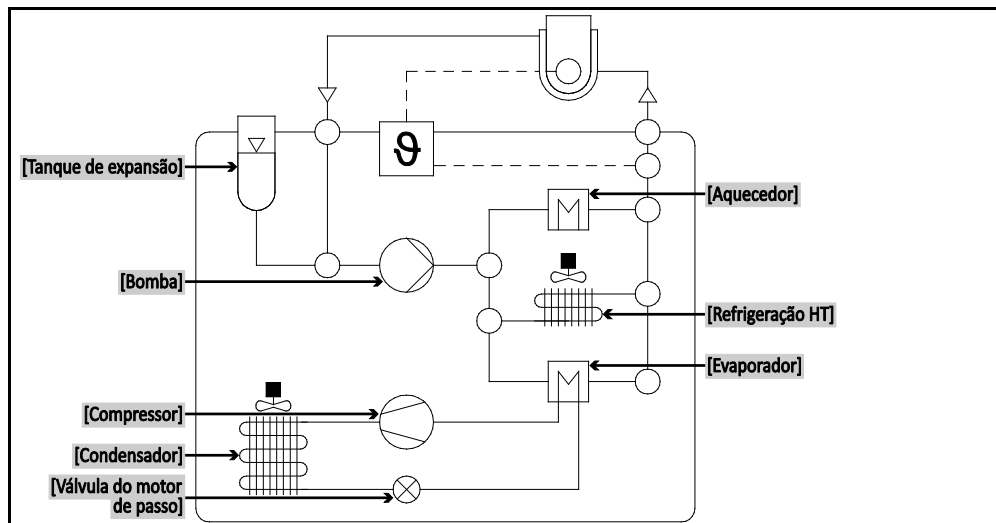 [Tanque de expansão]
ϑ
[Aquecedor]
[Bomba]
[Refrigeração HT]
[Evaporador]
[Compressor]
[Condensador]
[Válvula do motor
de passo]